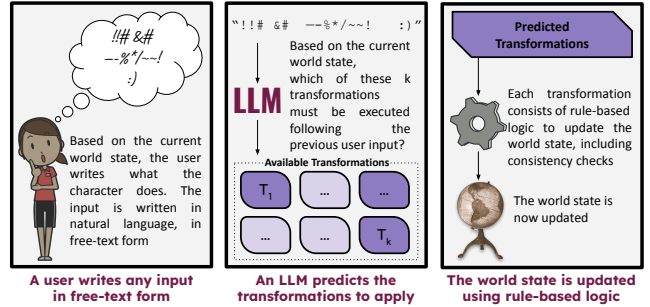 !!# &#
—-%*/~~!
:)
Based on the current
world state, the user
writes what the
character does. The
input is written in
natural language, in
free-text form
A user writes any input
in free-text form
“!!# &# —-%*/~~! :)”
Based on the current
world state,
which of these k
transformations
must be executed
following the
previous user input?
LLM
Available Transformations
T1 ... ...
... ... Tk
An LLM predicts the
transformations to apply
Predicted
Transformations
Each transformation
consists of rule-based
logic to update the
world state, including
consistency checks
The world state is
now updated
The world state is updated
using rule-based logic